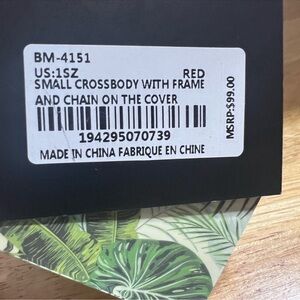 BM-4151
US:1SZ RED
SMALL CROSSBODY WITH FRAME
AND CHAIN ON THE COVER
194295070739
MADE IN CHINA FABRIQUE EN CHINE
MSRP:$99.00